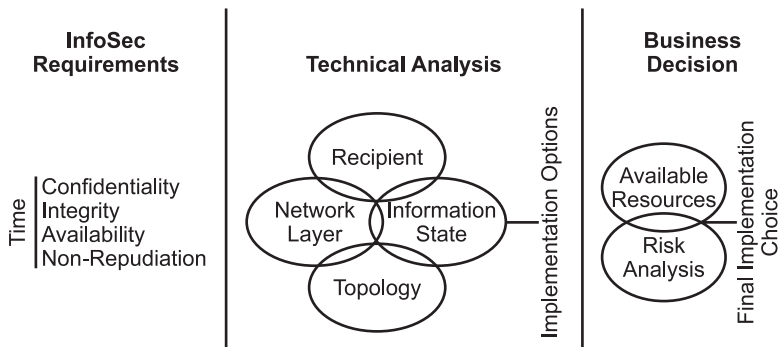 InfoSec
Requirements
Time
Confidentiality
Integrity
Availability
Non-Repudiation
Technical Analysis
Recipient
Network
Layer
Information
State
Topology
Implementation Options
Business
Decision
Available
Resources
Risk
Analysis
Final Implementation
Choice